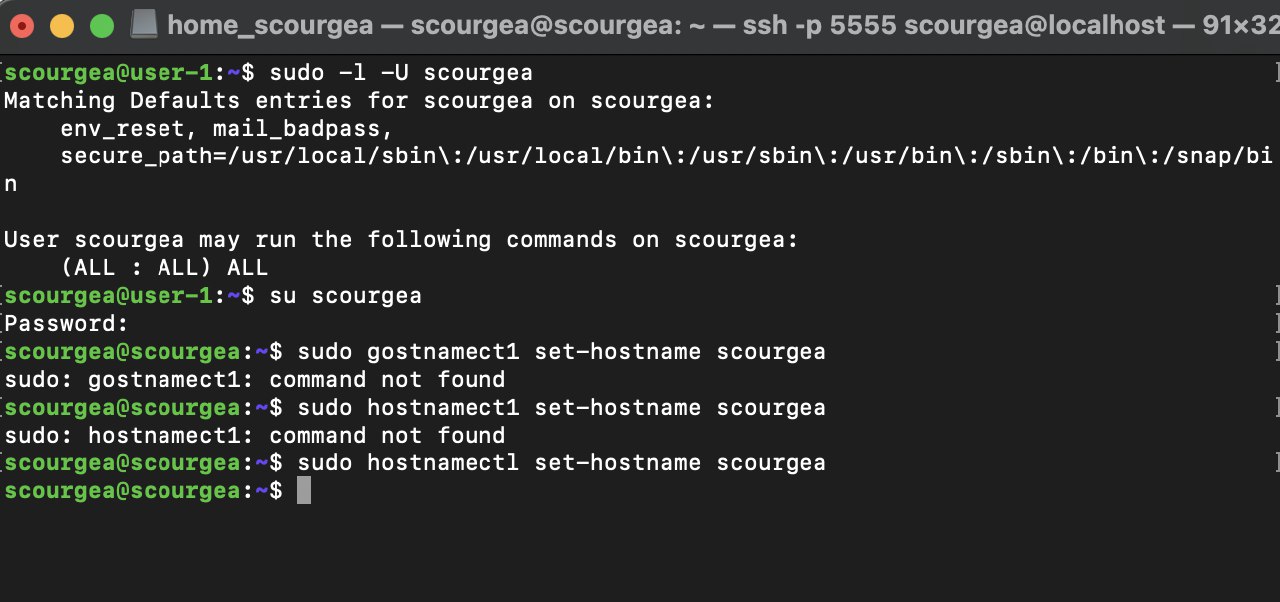 home_scourgea — scourgea@scourgea: ~ — ssh -p 5555 scourgea@localhost — 91×32
scourgea@user-1:~$ sudo -l -U scourgea
Matching Defaults entries for scourgea on scourgea:
    env_reset, mail_badpass,
    secure_path=/usr/local/sbin\:/usr/local/bin\:/usr/sbin\:/usr/bin\:/sbin\:/bin\:/snap/bi
n
User scourgea may run the following commands on scourgea:
    (ALL : ALL) ALL
scourgea@user-1:~$ su scourgea
Password:
scourgea@scourgea:~$ sudo gostnamect1 set-hostname scourgea
sudo: gostnamect1: command not found
scourgea@scourgea:~$ sudo hostnamect1 set-hostname scourgea
sudo: hostnamect1: command not found
scourgea@scourgea:~$ sudo hostnamectl set-hostname scourgea
scourgea@scourgea:~$